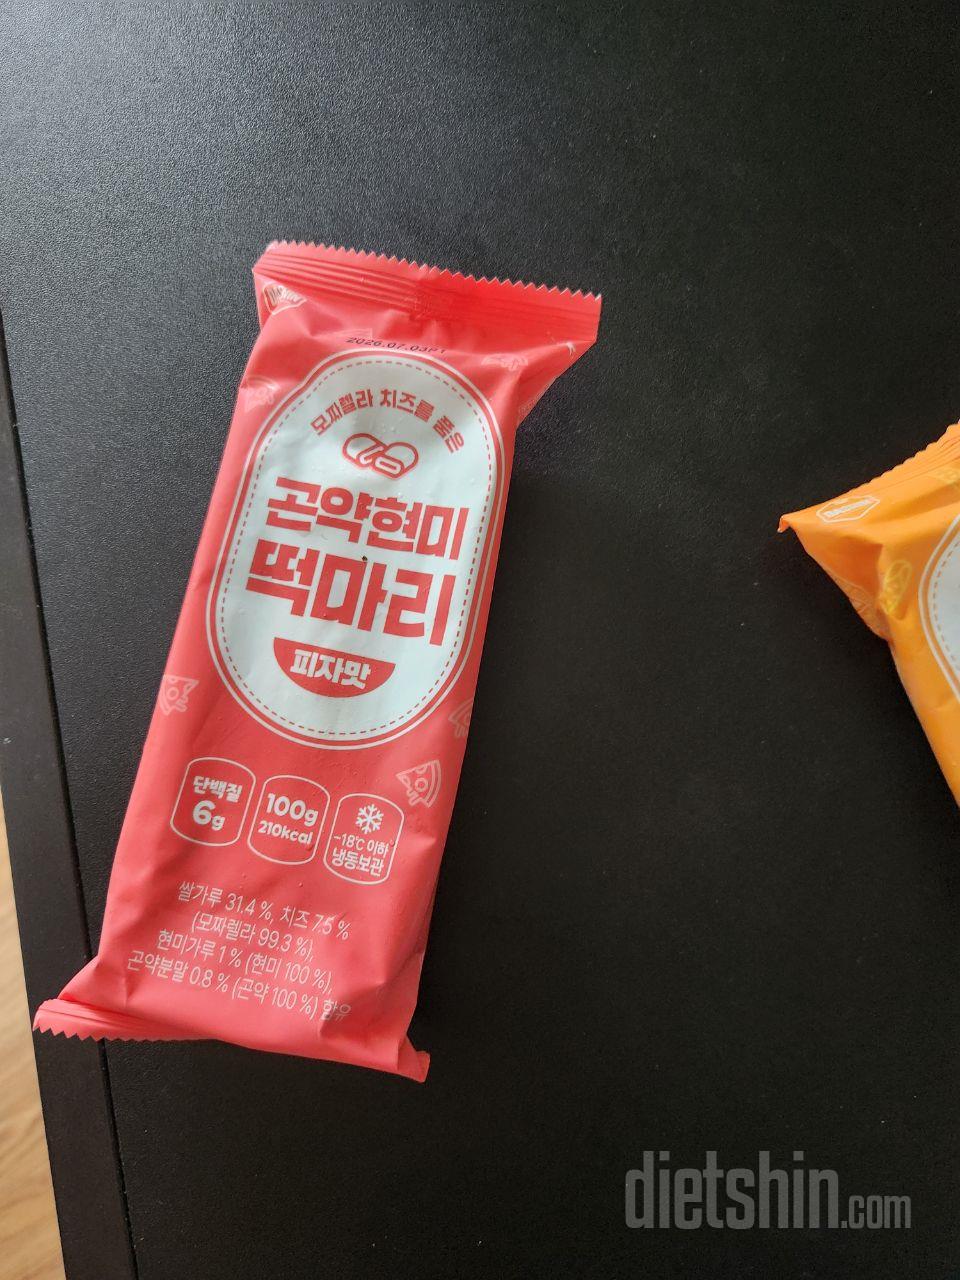 DASHIN
2026.07.03P1
모짜렐라 치즈를 품은
곤약현미
떡마리
피자맛
단백질
6g
100g
210kcal
-18℃ 이하
냉동보관
쌀가루 31.4 %, 치즈 7.5 %
(모짜렐라 99.3 %),
현미가루 1 % (현미 100 %),
곤약분말 0.8 % (곤약 100 %) 함유
dietshin.com